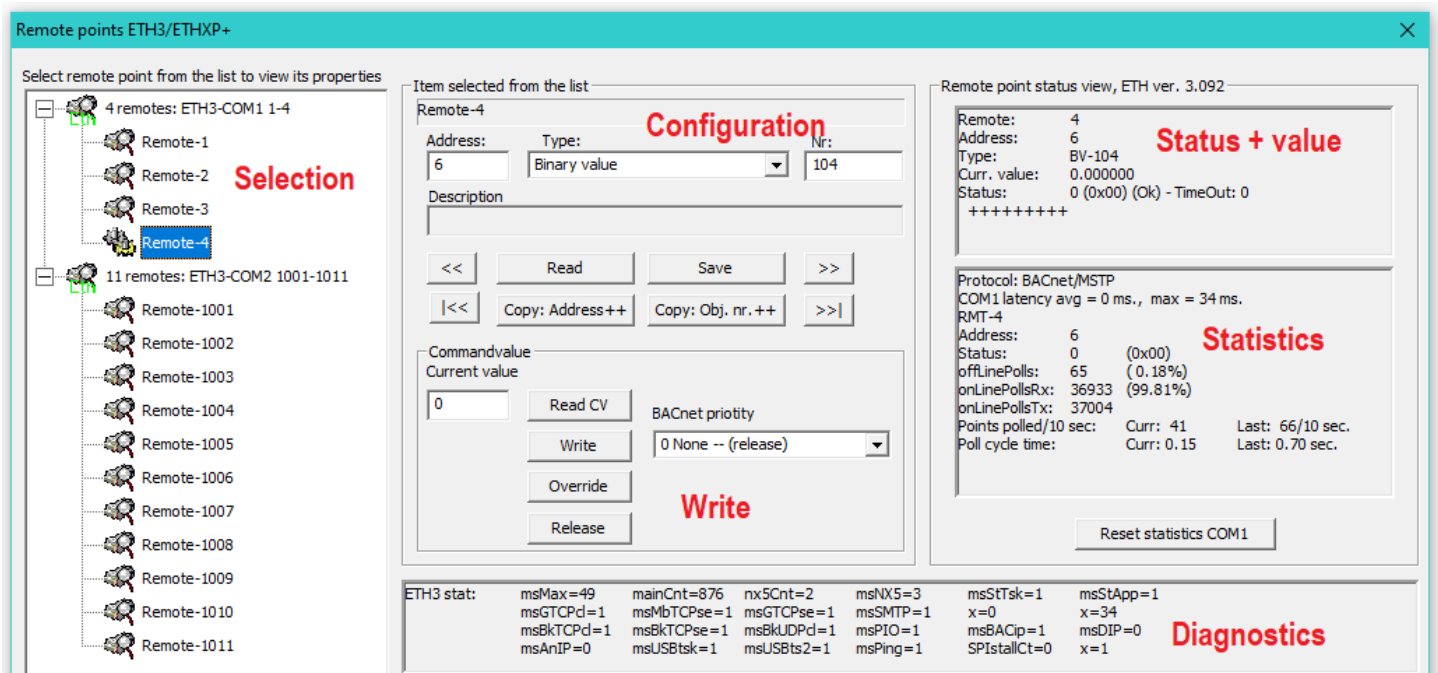 Remote points ETH3/ETHXP+
Select remote point from the list to view its properties
4 remotes: ETH3-COM1 1-4
Eth
Remote-1
Remote-2
Selection
Remote-3
Remote-4
11 remotes: ETH3-COM2 1001-1011
Eth
Remote-1001
Remote-1002
Remote-1003
Remote-1004
Remote-1005
Remote-1006
Remote-1007
Remote-1008
Remote-1009
Remote-1010
Remote-1011
Item selected from the list
Remote-4
Configuration
Address: Type: Nr:
6 Binary value 104
Description
<< Read Save >>
|<< Copy: Address++ Copy: Obj. nr.++ >>|
Commandvalue
Current value
0 Read CV BACnet priotity
Write 0 None -- (release)
Override
Write
Release
Remote point status view, ETH ver. 3.092
Remote: 4
Address: 6
Status + value
Type: BV-104
Curr. value: 0.000000
Status: 0 (0x00) (Ok) - TimeOut: 0
+++++++++
Protocol: BACnet/MSTP
COM1 latency avg = 0 ms., max = 34 ms.
RMT-4
Address: 6
Statistics
Status: 0 (0x00)
offLinePolls: 65 ( 0.18%)
onLinePollsRx: 36933 (99.81%)
onLinePollsTx: 37004
Points polled/10 sec: Curr: 41 Last: 66/10 sec.
Poll cycle time: Curr: 0.15 Last: 0.70 sec.
Reset statistics COM1
ETH3 stat: msMax=49 mainCnt=876 nx5Cnt=2 msNX5=3 msStTsk=1 msStApp=1
msGTCPcl=1 msMbTCPse=1 msGTCPse=1 msSMTP=1 x=0 x=34
msBkTCPcl=1 msBkTCPse=1 msBkUDPcl=1 msPIO=1 msBACip=1 msDIP=0
msAnIP=0 msUSBtsk=1 msUSBts2=1 msPing=1 SPIstallCt=0 x=1
Diagnostics